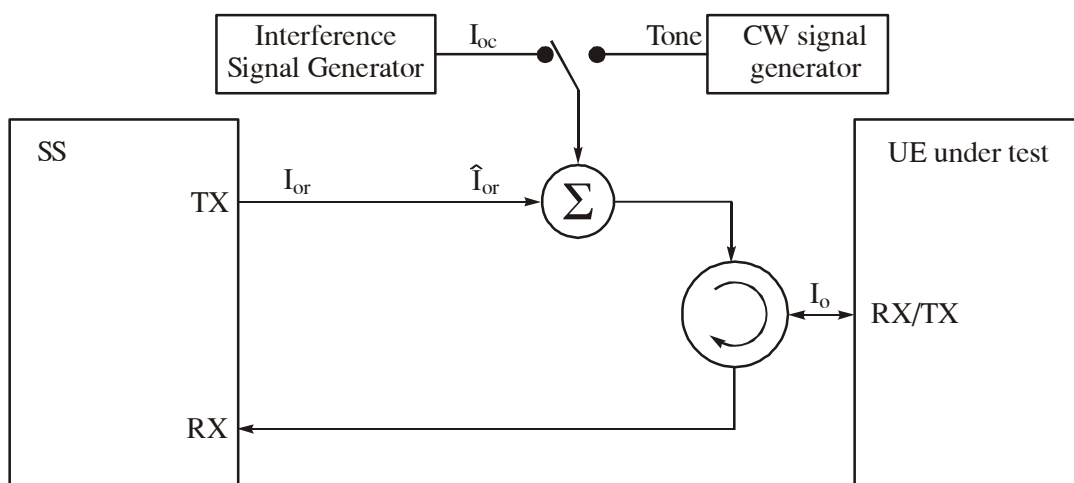 Interference
Signal Generator
I_oc
Tone
CW signal
generator
SS
UE under test
TX
I_or
Î_or
Σ
I_o
RX/TX
RX